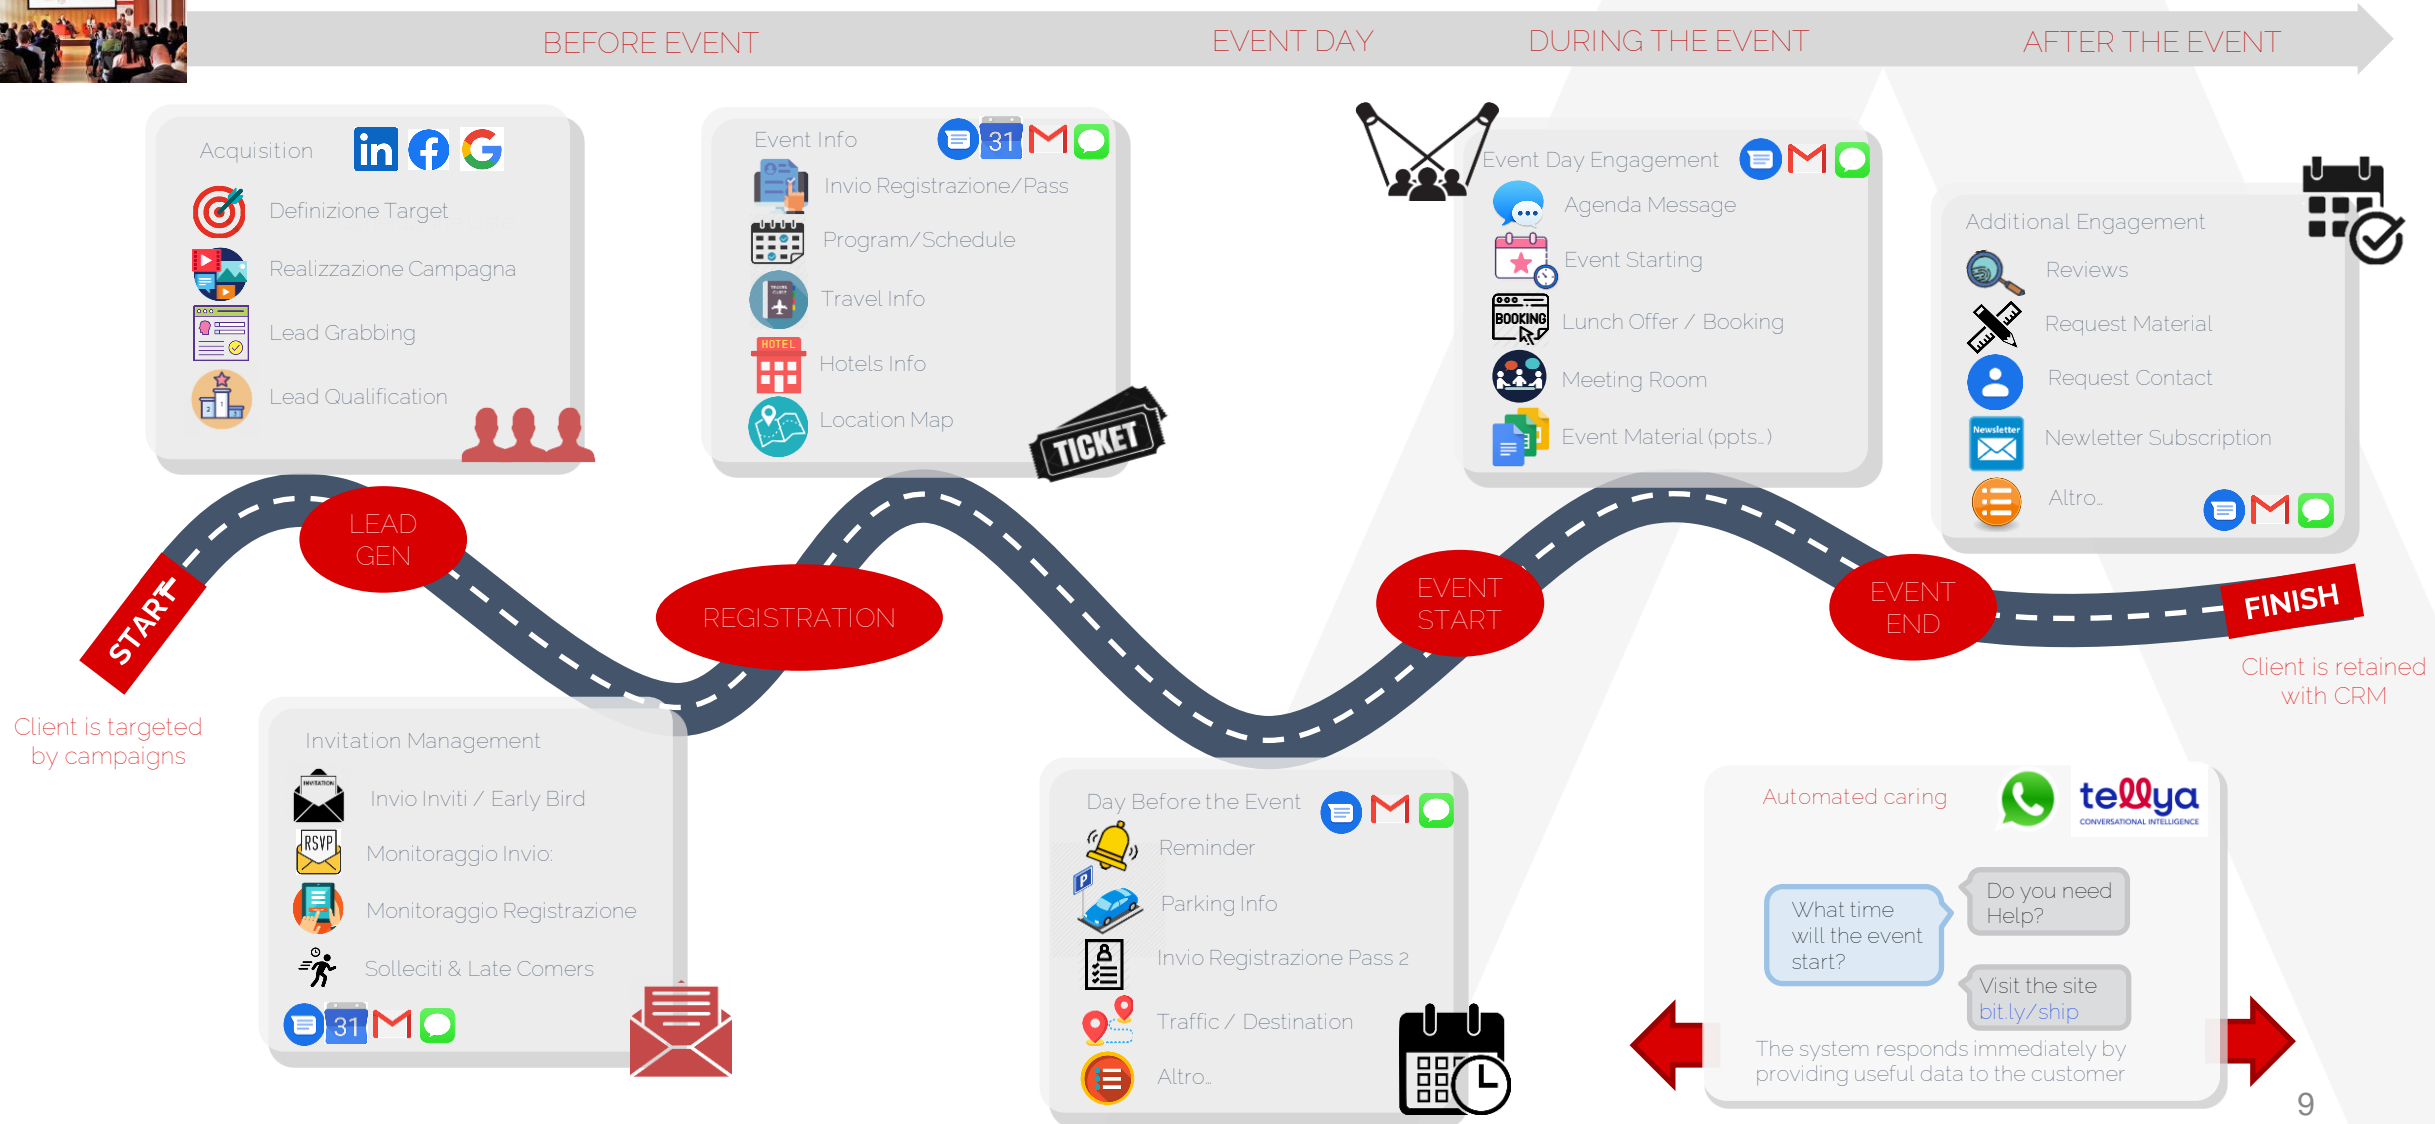 BEFORE EVENT
EVENT DAY
DURING THE EVENT
AFTER THE EVENT
Acquisition
in
Definizione Target
Realizzazione Campagna
Lead Grabbing
Lead Qualification
2 1 3
Event Info
31
Invio Registrazione/Pass
Program/Schedule
Travel Info
HOTEL
Hotels Info
Location Map
TICKET
Event Day Engagement
Agenda Message
Event Starting
BOOKING
Lunch Offer / Booking
Meeting Room
Event Material (ppts…)
Additional Engagement
Reviews
Request Material
Request Contact
Newsletter
Newletter Subscription
Altro…
START
LEAD
GEN
REGISTRATION
EVENT
START
EVENT
END
FINISH
Client is targeted
by campaigns
Client is retained
with CRM
Invitation Management
INVITATION
Invio Inviti / Early Bird
RSVP
Monitoraggio Invio:
Monitoraggio Registrazione
Solleciti & Late Comers
31
Day Before the Event
Reminder
P
Parking Info
Invio Registrazione Pass 2
Traffic / Destination
Altro…
Automated caring
tellya
CONVERSATIONAL INTELLIGENCE
Do you need
Help?
What time
will the event
start?
Visit the site
bit.ly/ship
The system responds immediately by
providing useful data to the customer
9